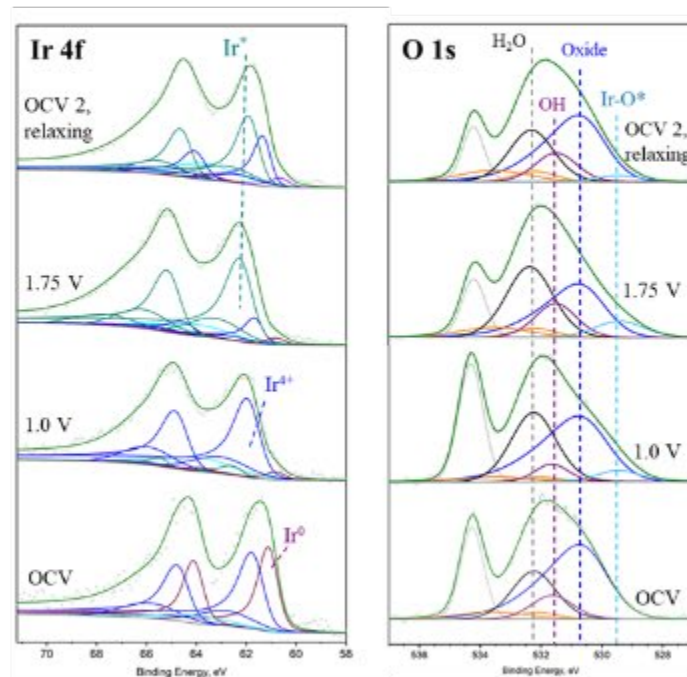 Ir 4f
Ir*
OCV 2,
relaxing
1.75 V
1.0 V
Ir4+
Ir0
OCV
71 68 66 64 62 60 58
Binding Energy, eV
O 1s
H2O
Oxide
OH
Ir-O*
OCV 2,
relaxing
1.75 V
1.0 V
OCV
536 534 532 530 528
Binding Energy, eV